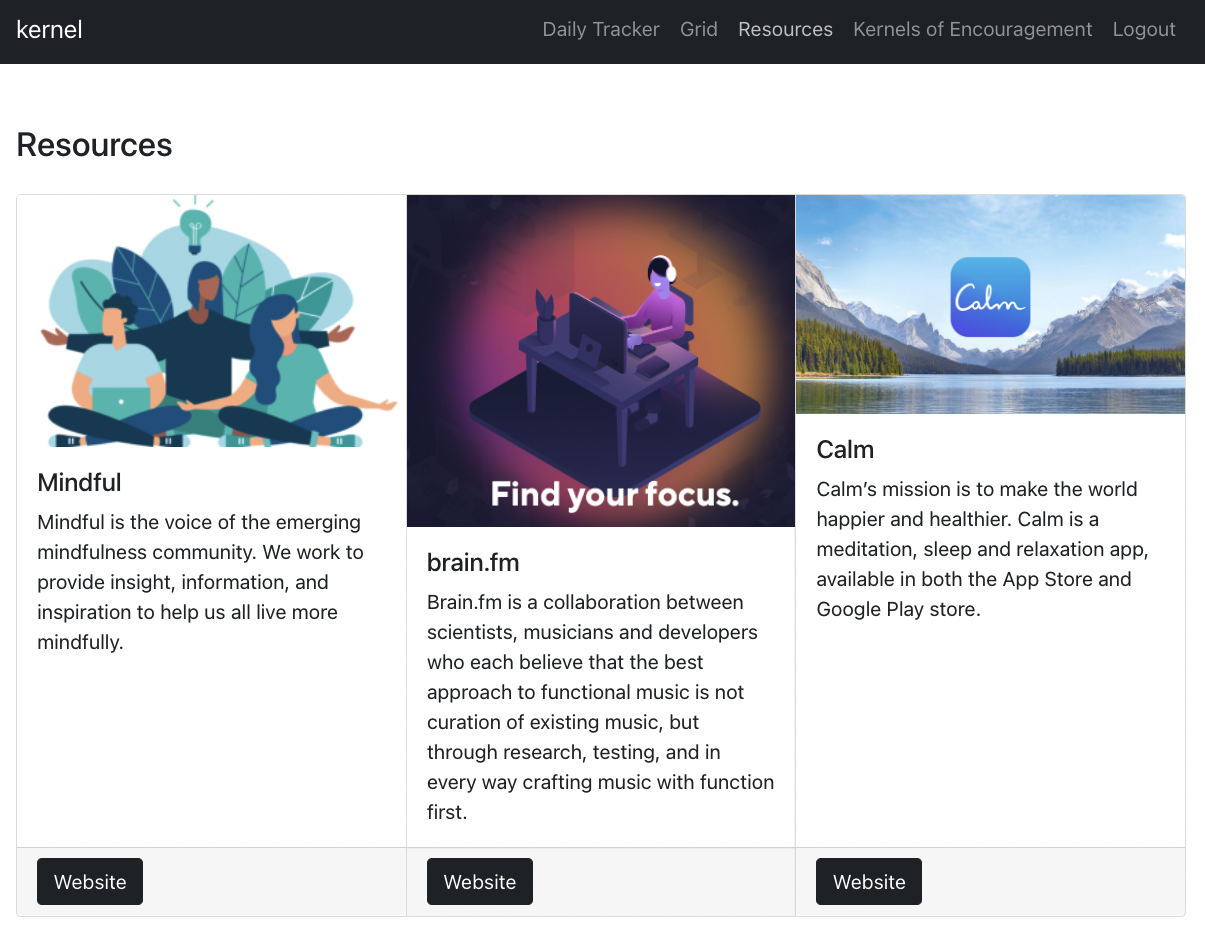 kernel
Daily Tracker Grid Resources Kernels of Encouragement Logout
Resources
Mindful
Mindful is the voice of the emerging
mindfulness community. We work to
provide insight, information, and
inspiration to help us all live more
mindfully.
Website
Find your focus.
brain.fm
Brain.fm is a collaboration between
scientists, musicians and developers
who each believe that the best
approach to functional music is not
curation of existing music, but
through research, testing, and in
every way crafting music with function
first.
Website
Calm
Calm
Calm’s mission is to make the world
happier and healthier. Calm is a
meditation, sleep and relaxation app,
available in both the App Store and
Google Play store.
Website